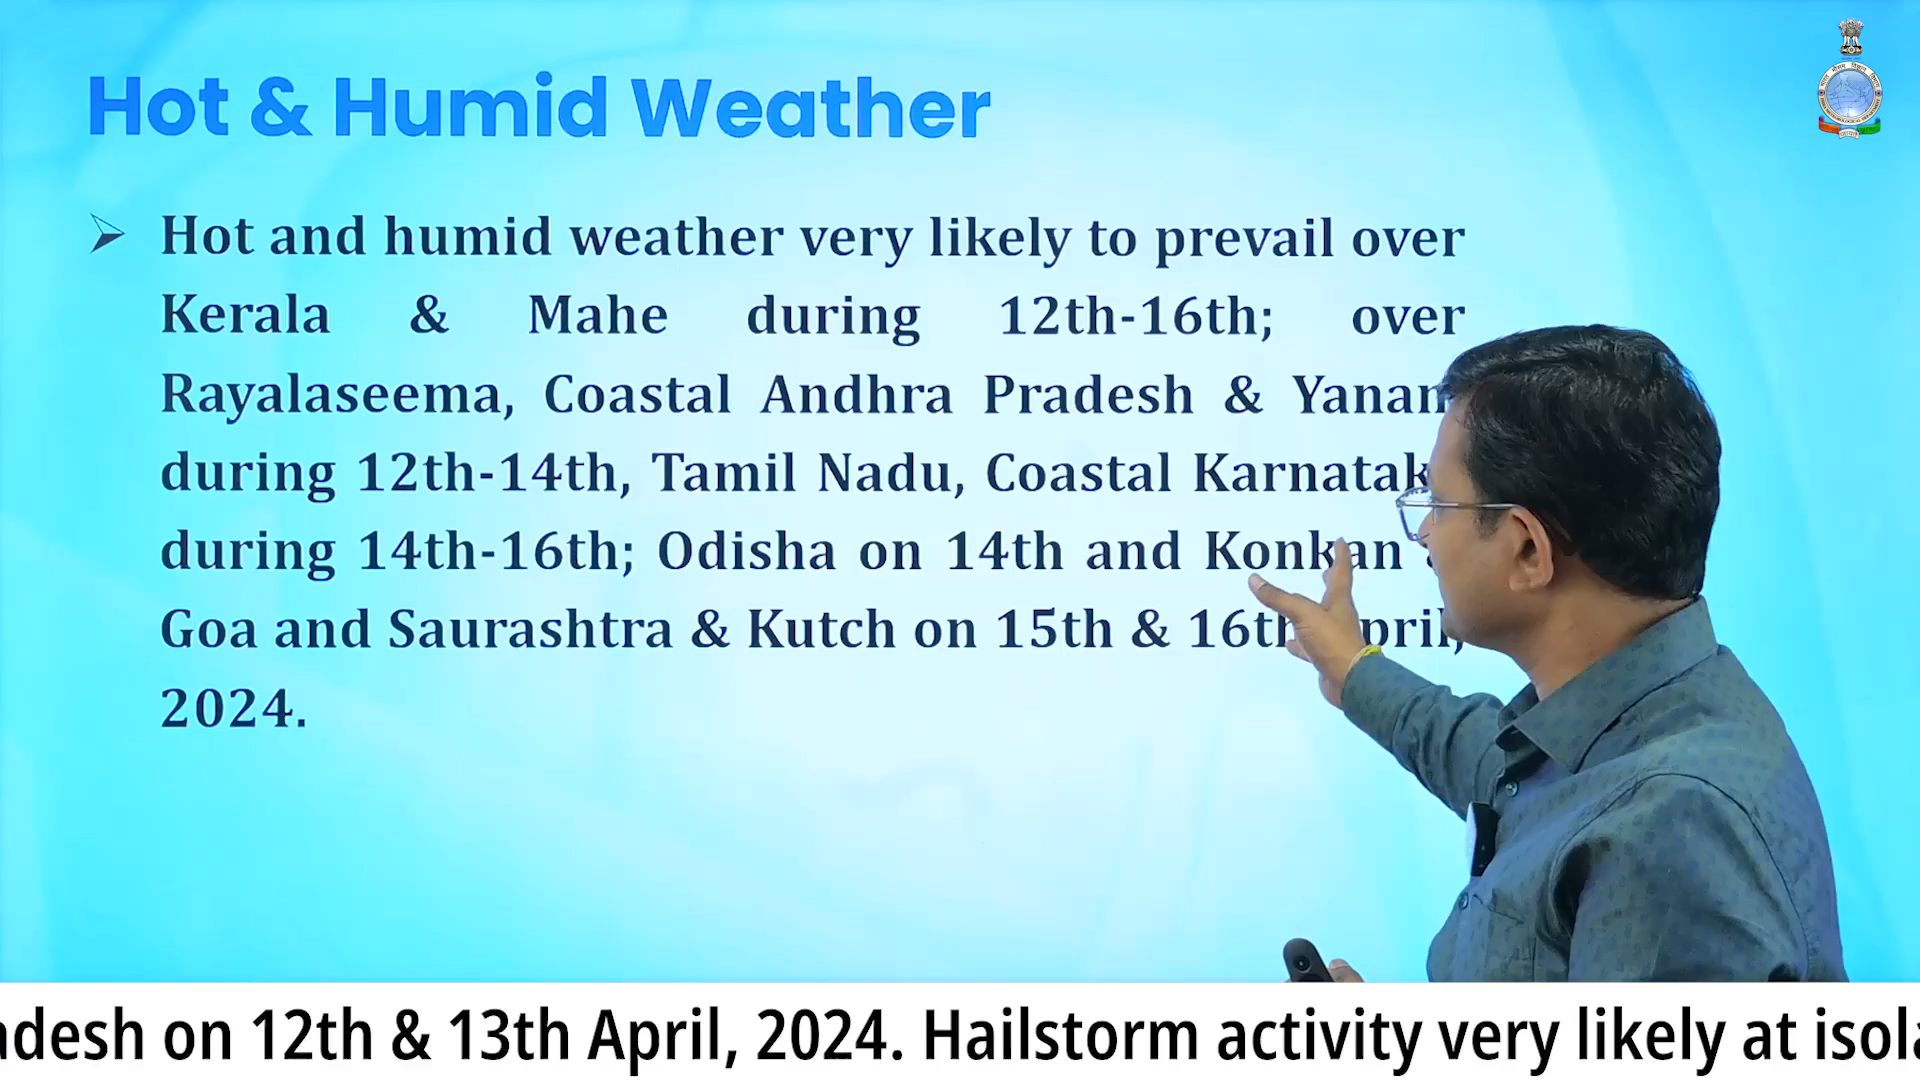 Hot & Humid Weather
Hot and humid weather very likely to prevail over
Kerala & Mahe during 12th-16th; over
Rayalaseema, Coastal Andhra Pradesh & Yanam
during 12th-14th, Tamil Nadu, Coastal Karnatak
during 14th-16th; Odisha on 14th and Konkan
Goa and Saurashtra & Kutch on 15th & 16th pril,
2024.
adesh on 12th & 13th April, 2024. Hailstorm activity very likely at isola